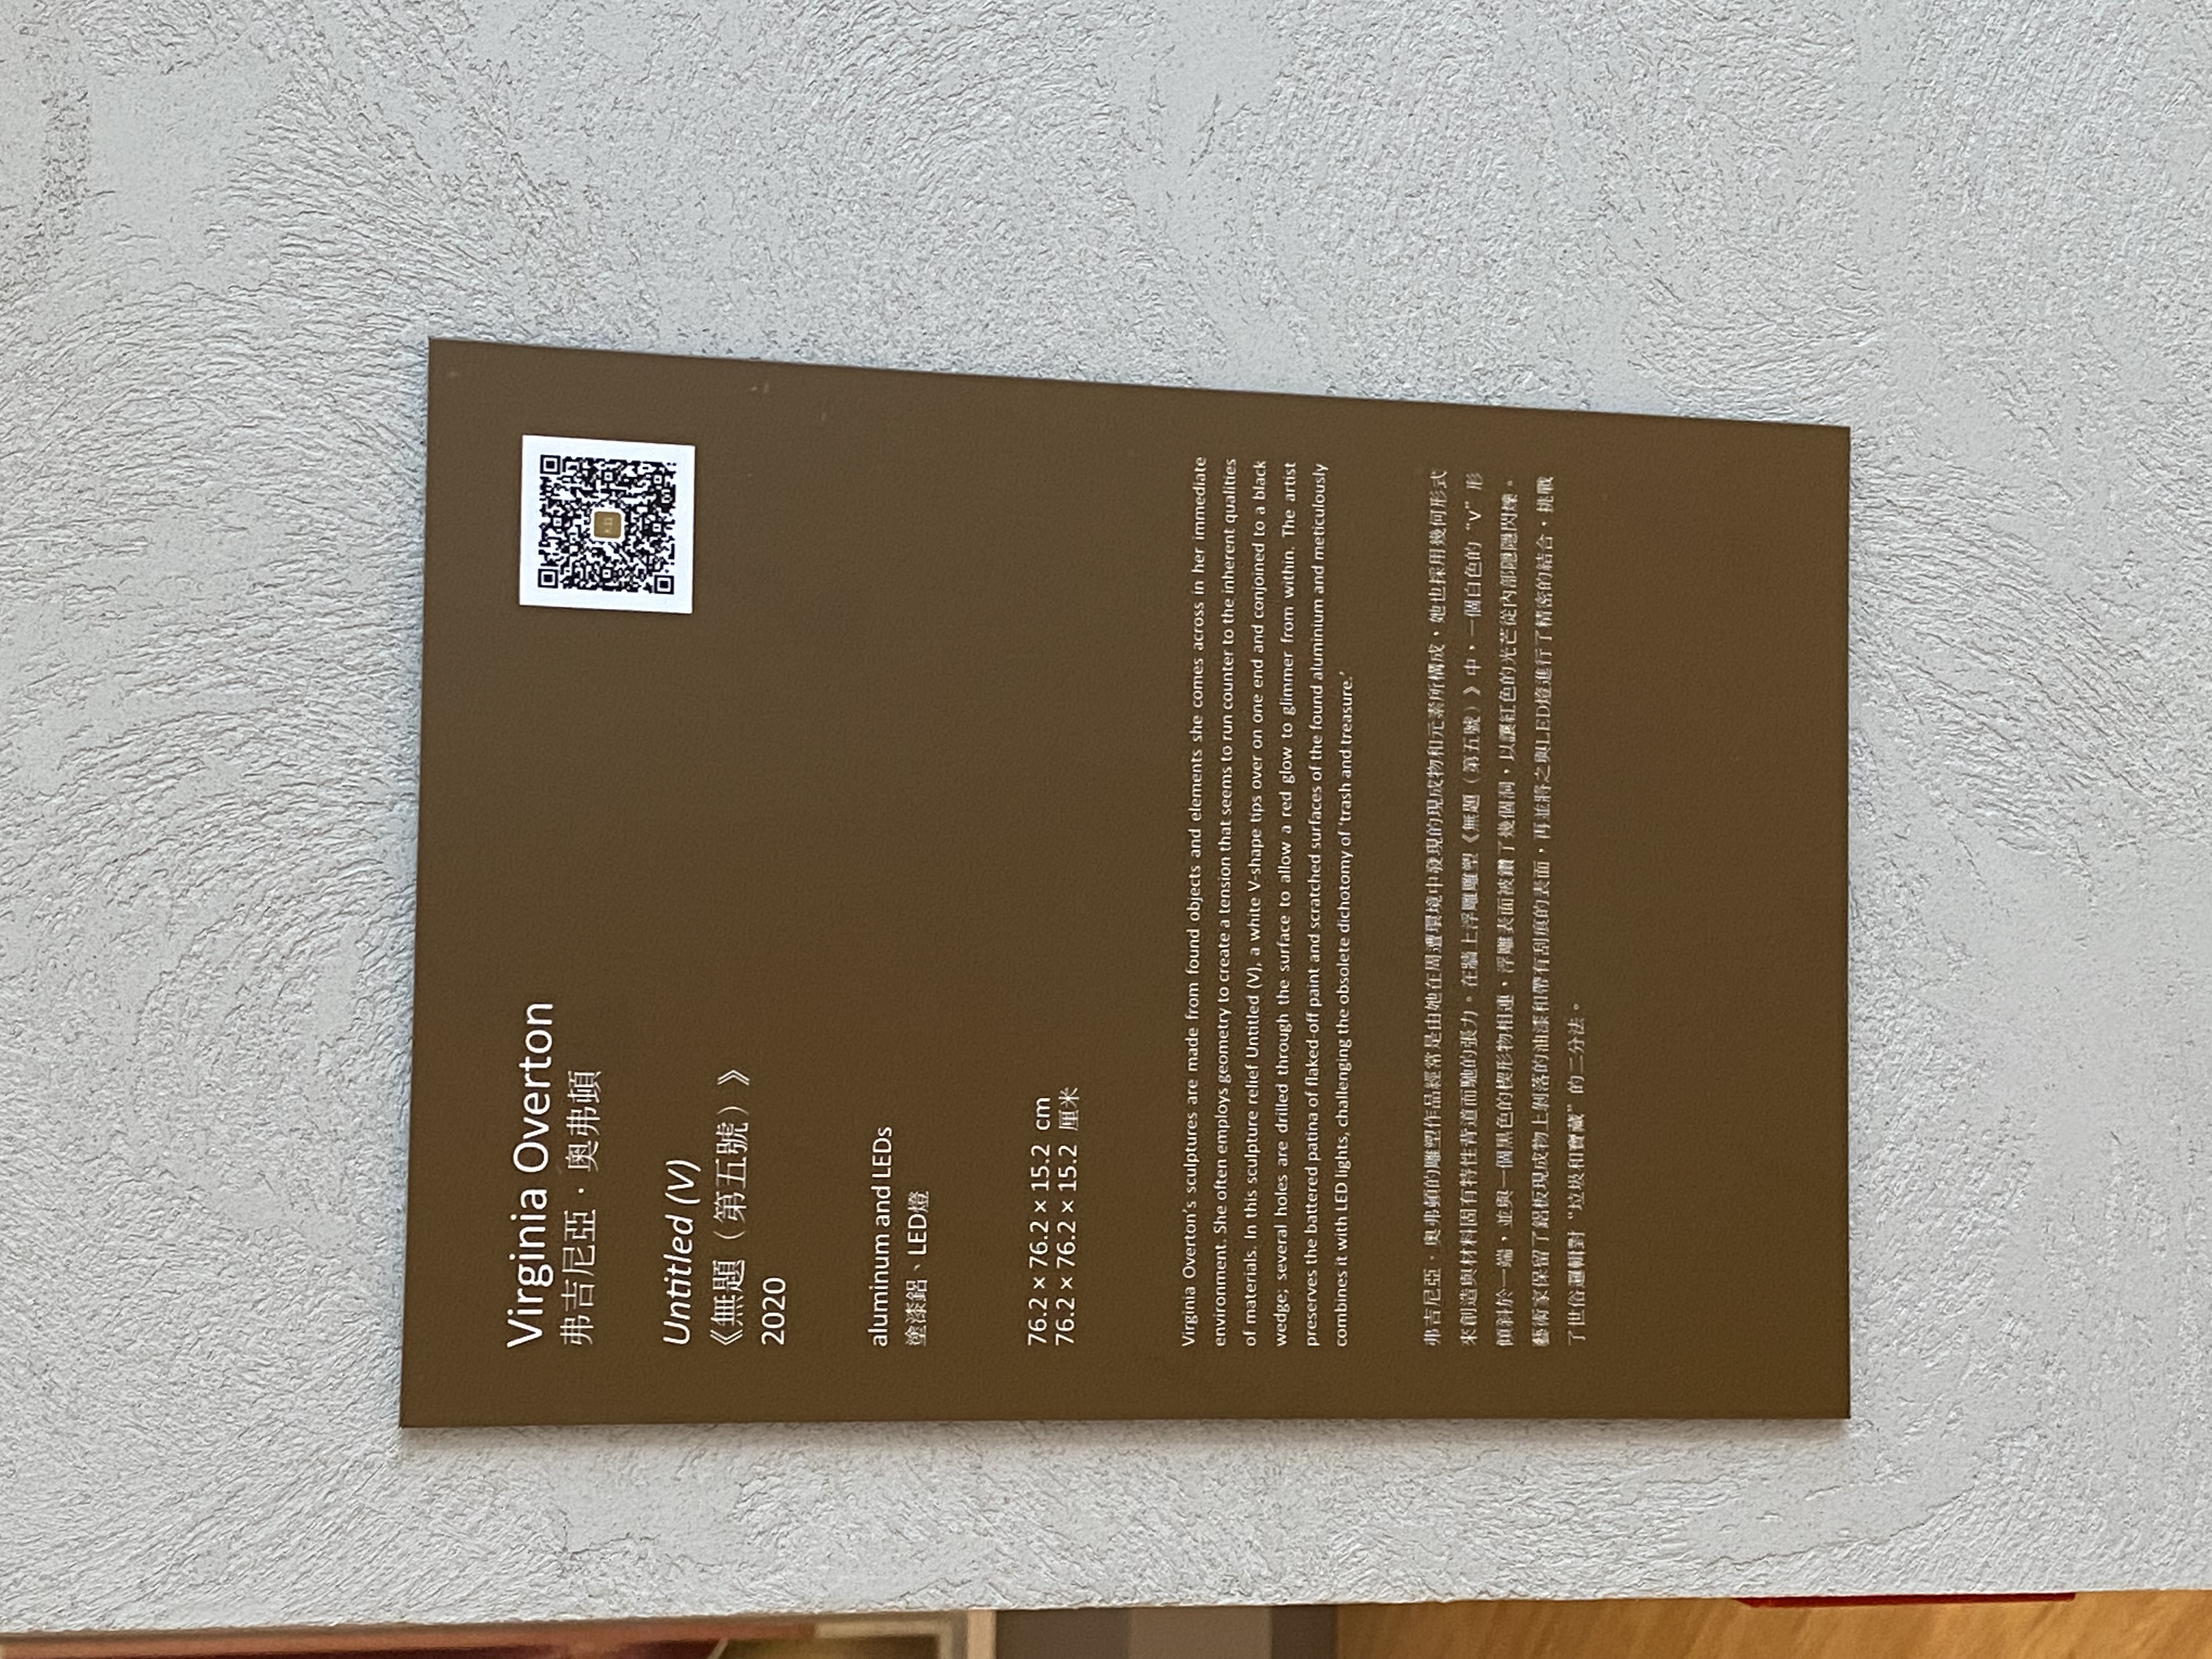 Virginia Overton
弗吉尼亞·奧弗頓
Untitled (V)
《無題（第五號）》
2020
aluminum and LEDs
塗漆鋁、LED燈
76.2 × 76.2 × 15.2 cm
76.2 × 76.2 × 15.2 厘米
Virginia Overton's sculptures are made from found objects and elements she comes across in her immediate
environment. She often employs geometry to create a tension that seems to run counter to the inherent qualities
of materials. In this sculpture relief Untitled (V), a white V-shape tips over on one end and conjoined to a black
wedge; several holes are drilled through the surface to allow a red glow to glimmer from within. The artist
preserves the battered patina of flaked-off paint and scratched surfaces of the found aluminium and meticulously
combines it with LED lights, challenging the obsolete dichotomy of 'trash and treasure.'
弗吉尼亞·奧弗頓的雕塑作品經常是由她在周遭環境中發現的現成物和元素所構成，她也採用幾何形式
來創造與材料固有特性背道而馳的張力。在牆上浮雕雕塑《無題（第五號）》中，一個白色的“V”形
傾斜於一端，並與一個黑色的楔形物相連，浮雕表面被鑽了幾個洞，以讓紅色的光芒從內部隱隱閃爍。
藝術家保留了鋁板現成物上剝落的油漆和帶有刮痕的表面，再並將之與LED燈進行了精密的結合，挑戰
了世俗邏輯對“垃圾和寶藏”的二分法。